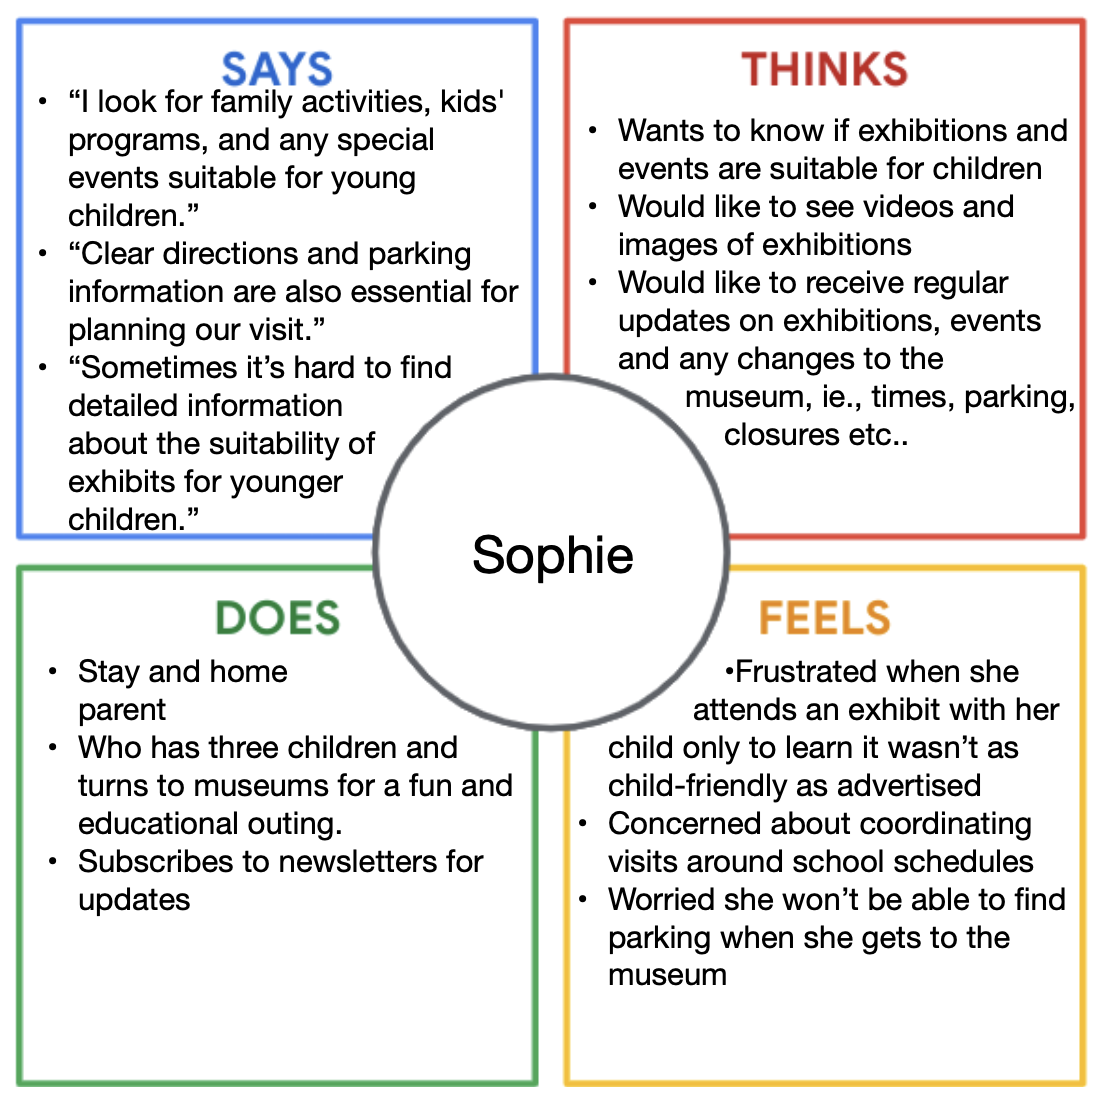 SAYS
• “I look for family activities, kids'
programs, and any special
events suitable for young
children.”
• “Clear directions and parking
information are also essential for
planning our visit.”
• “Sometimes it’s hard to find
detailed information
about the suitability of
exhibits for younger
children.”
THINKS
• Wants to know if exhibitions and
events are suitable for children
• Would like to see videos and
images of exhibitions
• Would like to receive regular
updates on exhibitions, events
and any changes to the
museum, ie., times, parking,
closures etc..
Sophie
DOES
• Stay and home
parent
• Who has three children and
turns to museums for a fun and
educational outing.
• Subscribes to newsletters for
updates
FEELS
•Frustrated when she
attends an exhibit with her
child only to learn it wasn’t as
child-friendly as advertised
• Concerned about coordinating
visits around school schedules
• Worried she won’t be able to find
parking when she gets to the
museum